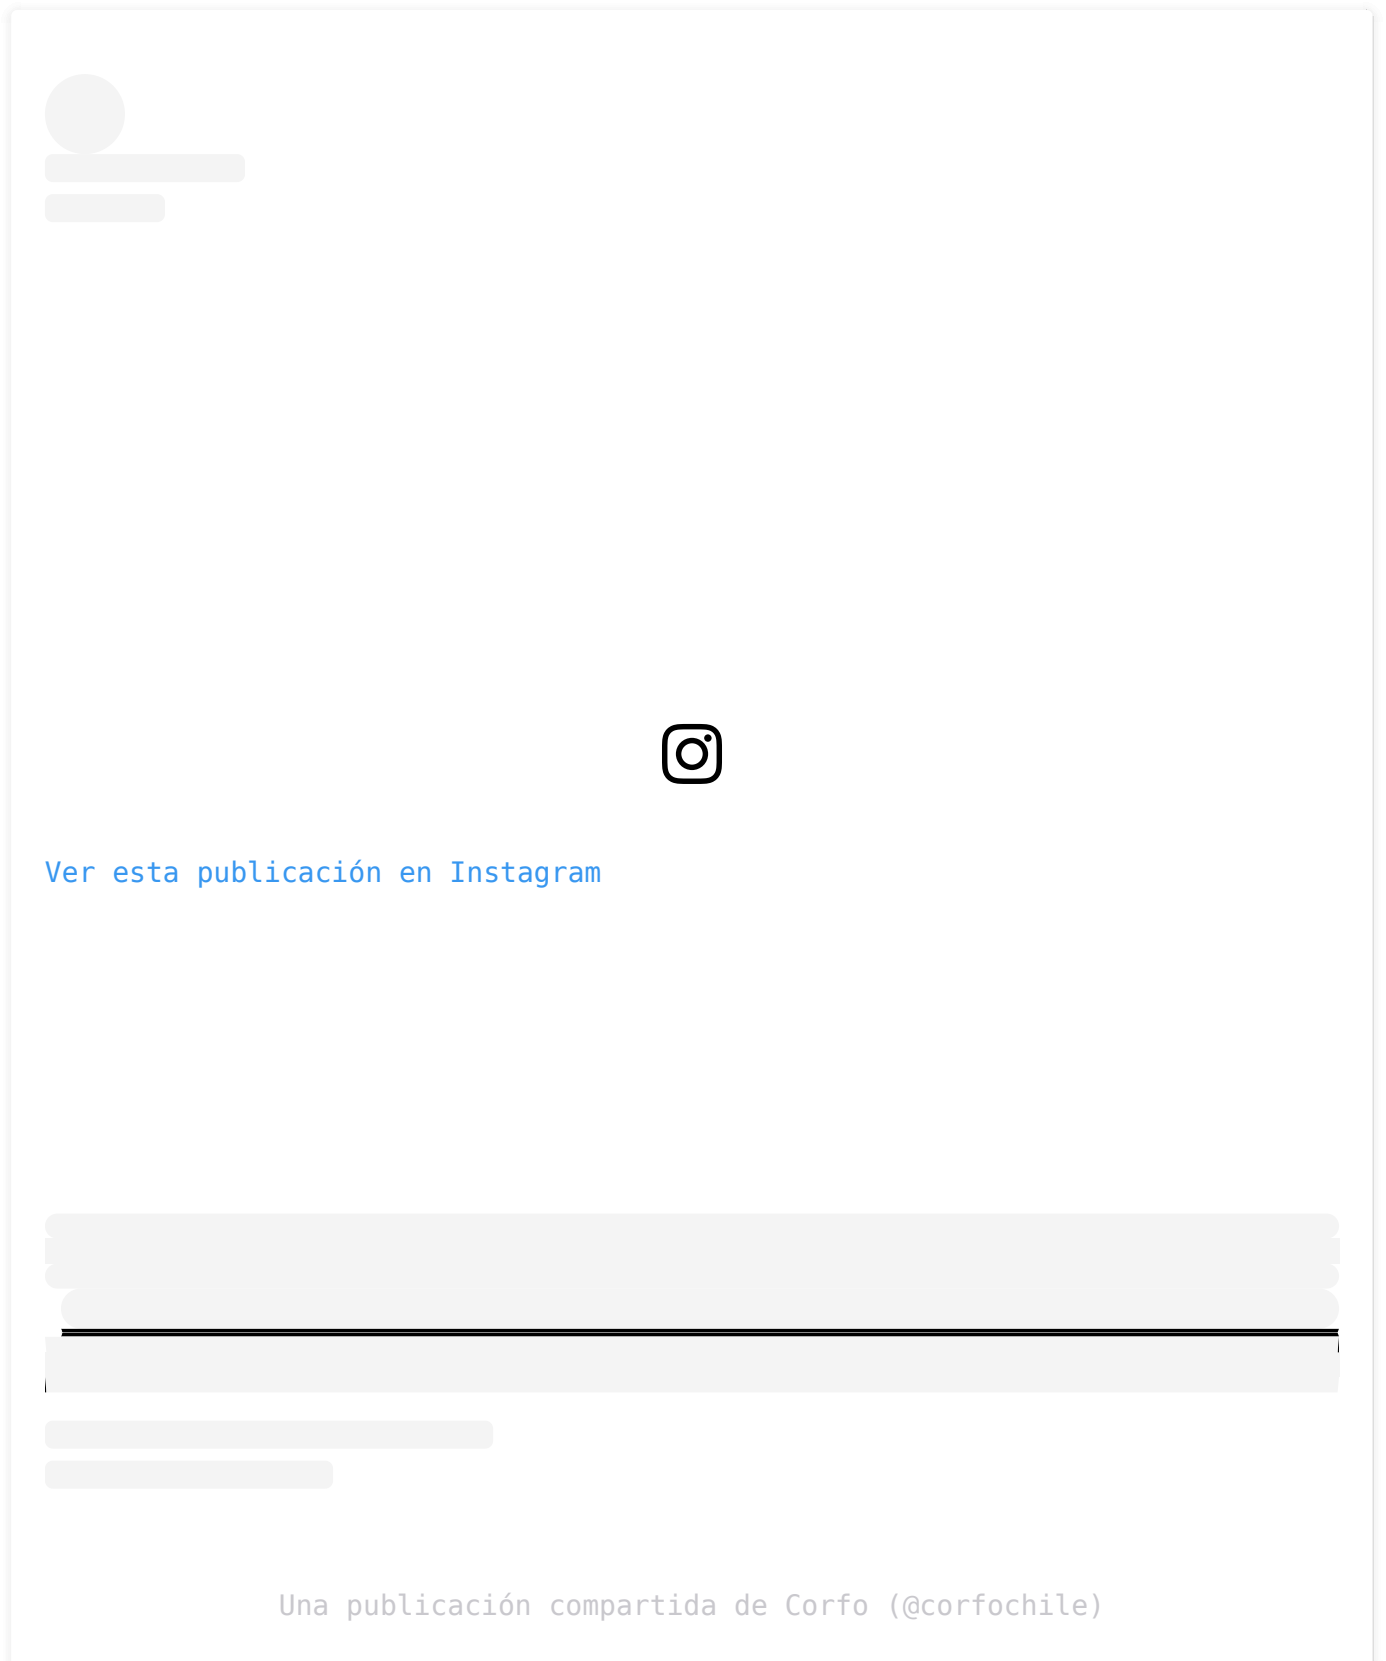 Ver esta publicación en Instagram
Una publicación compartida de Corfo (@corfochile)